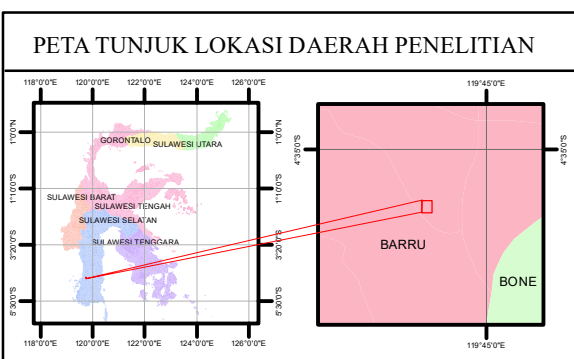 PETA TUNJUK LOKASI DAERAH PENELITIAN
118°0'0"E 120°0'0"E 122°0'0"E 124°0'0"E 126°0'0"E
119°45'0"E
1°0'0"N
1°0'0"N
GORONTALO
SULAWESI UTARA
4°35'0"S
4°35'0"S
1°10'0"S
1°10'0"S
SULAWESI BARAT
SULAWESI TENGAH
SULAWESI SELATAN
SULAWESI TENGGARA
3°20'0"S
3°20'0"S
BARRU
BONE
5°30'0"S
5°30'0"S
118°0'0"E 120°0'0"E 122°0'0"E 124°0'0"E 126°0'0"E
119°45'0"E